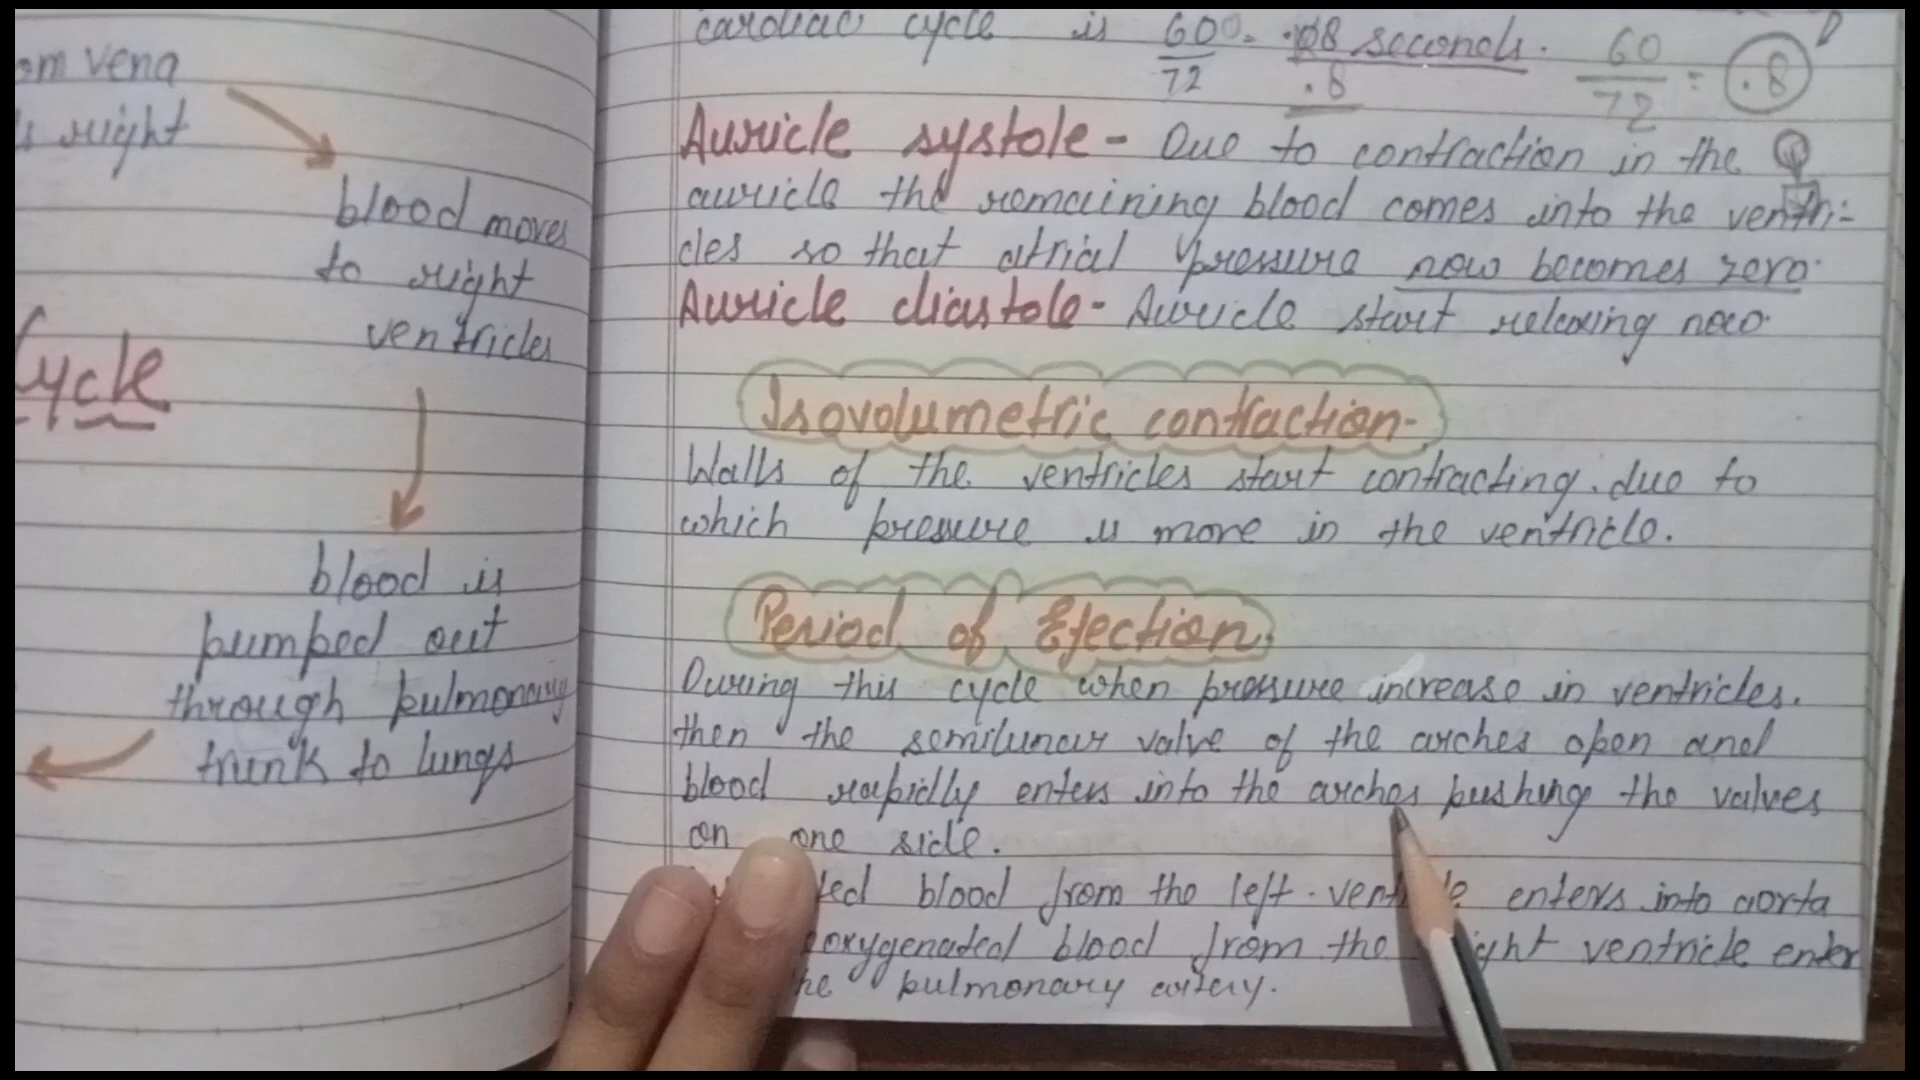 om vena
right
blood moves
to right
ventricles
Cycle
blood is
pumped out
through pulmonary
trunk to lungs
cardiac cycle is 60/72 = .08 seconds. 60/72 = .8
.8
Auricle systole - Due to contraction in the
auricle the remaining blood comes into the ventri-
cles so that atrial pressure now becomes zero.
Auricle diastole - Auricle start relaxing now
Isovolumetric contraction-
Walls of the ventricles start contracting. due to
which pressure is more in the ventricle.
Period of Ejection.
During this cycle when pressure increase in ventricles.
then the semilunar valve of the arches open and
blood rapidly enters into the arches pushing the valves
on one side.
ted blood from the left ventricle enters into aorta
oxygenated blood from the ight ventricle enter
he pulmonary artery.